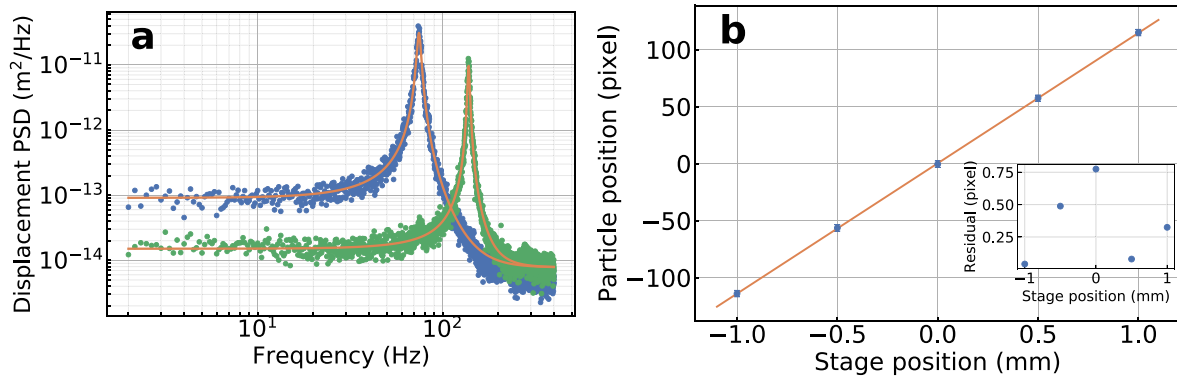 a
Displacement PSD (m²/Hz)
10⁻¹¹
10⁻¹²
10⁻¹³
10⁻¹⁴
10¹
10²
Frequency (Hz)
b
Particle position (pixel)
100
50
0
−50
−100
−1.0
−0.5
0.0
0.5
1.0
Stage position (mm)
Residual (pixel)
0.75
0.50
0.25
−1
0
1
Stage position (mm)